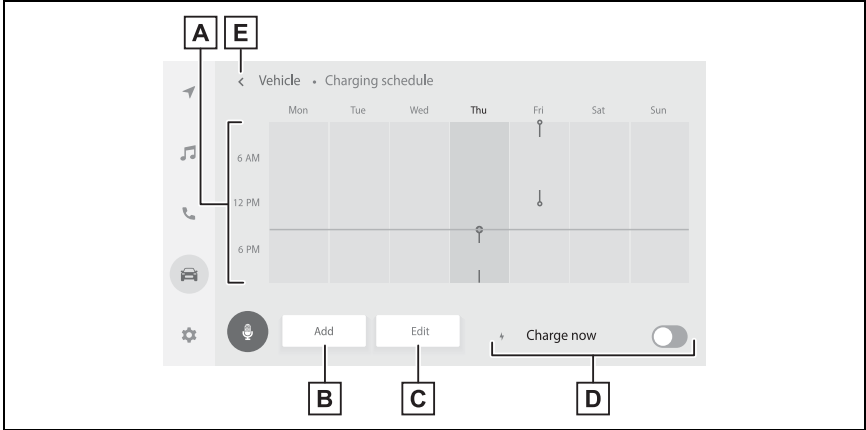 A E
Vehicle • Charging schedule
Mon Tue Wed Thu Fri Sat Sun
6 AM
12 PM
6 PM
Add Edit Charge now
B C D